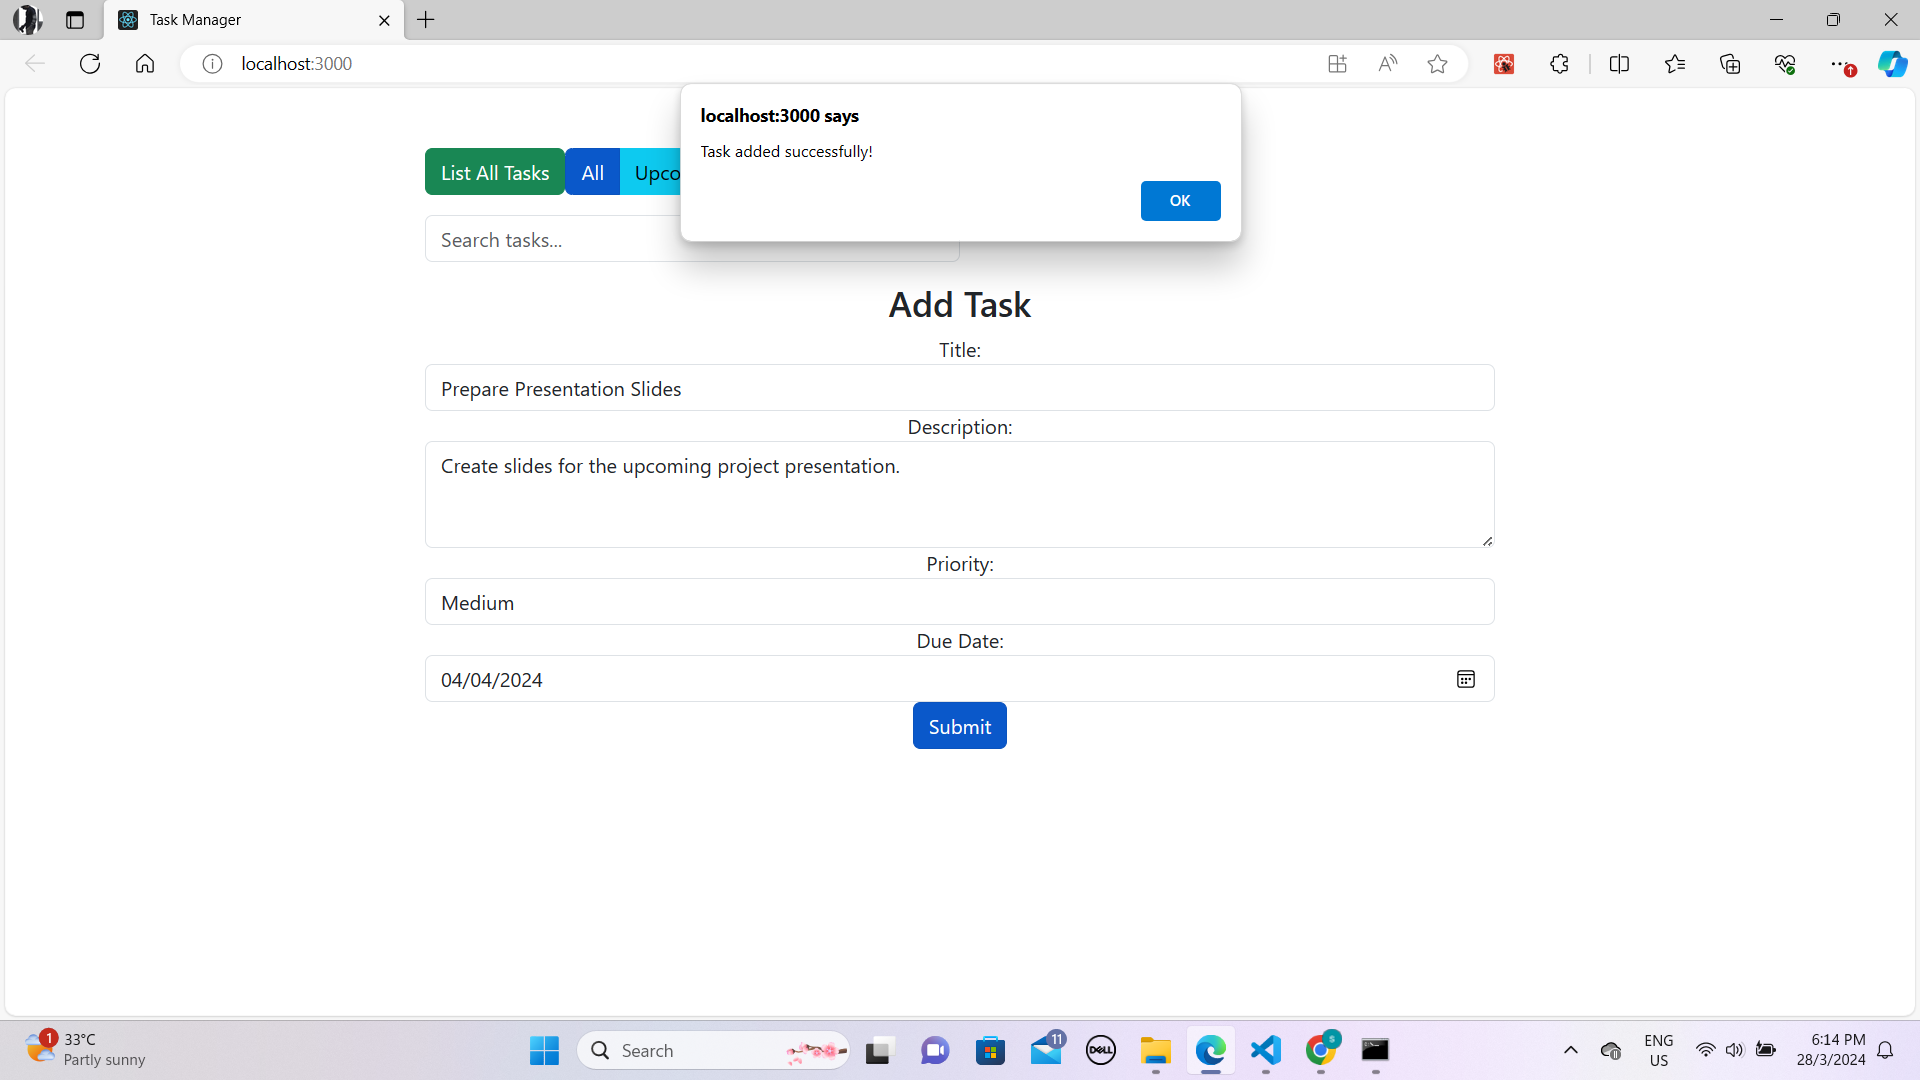 Task Manager
localhost:3000
localhost:3000 says
Task added successfully!
OK
List All Tasks
All
Upco
Search tasks...
Add Task
Title:
Prepare Presentation Slides
Description:
Create slides for the upcoming project presentation.
Priority:
Medium
Due Date:
04/04/2024
Submit
1
33°C
Partly sunny
Search
11
DELL
S
ENG
US
6:14 PM
28/3/2024